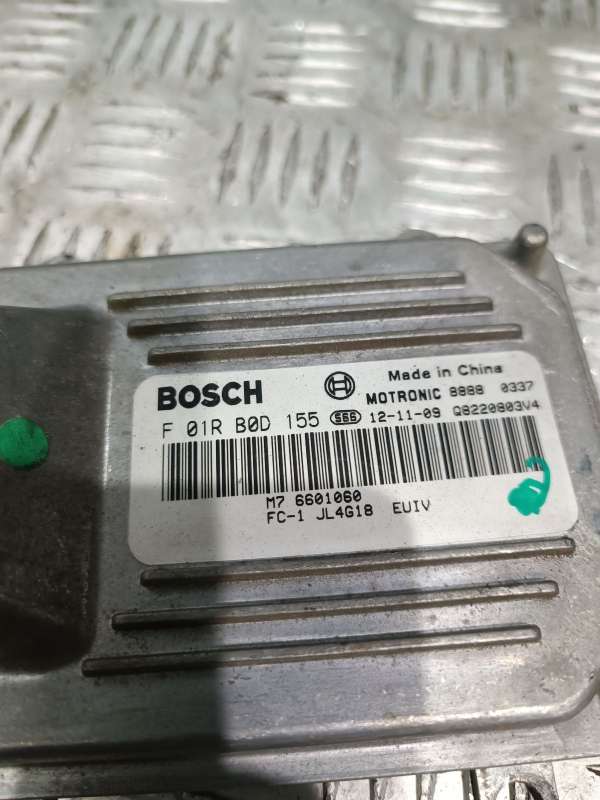 Made in China
BOSCH MOTRONIC 8888 0337
F 01R B0D 155 S66 12-11-09 Q8220803V4
M7 6601060
FC-1 JL4G18 EUIV